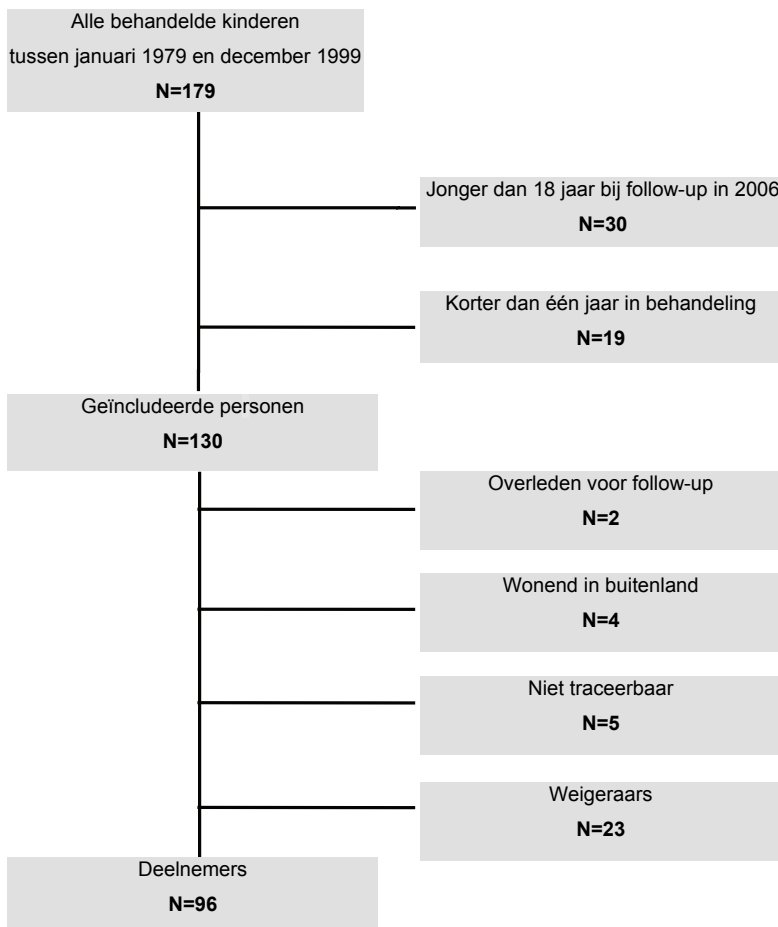 Alle behandelde kinderen
tussen januari 1979 en december 1999
N=179
Jonger dan 18 jaar bij follow-up in 2006
N=30
Korter dan één jaar in behandeling
N=19
Geïncludeerde personen
N=130
Overleden voor follow-up
N=2
Wonend in buitenland
N=4
Niet traceerbaar
N=5
Weigeraars
N=23
Deelnemers
N=96